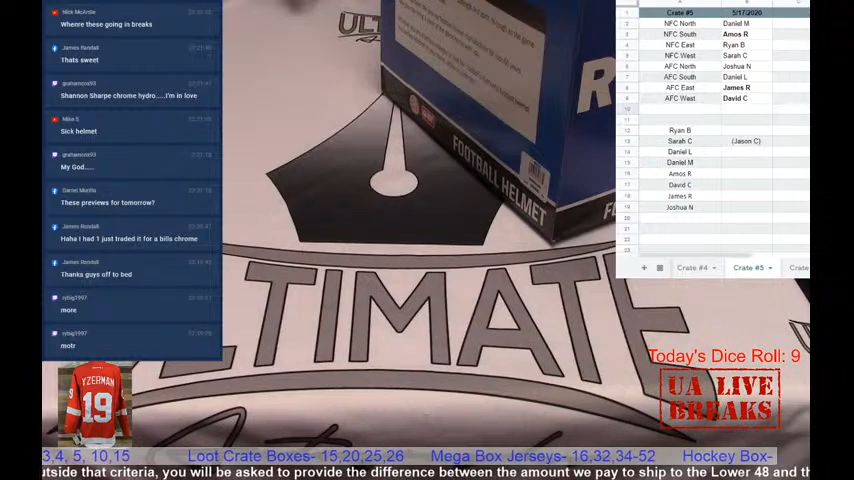 Nick McArdle
Whenre these going in breaks
James Randall
Thats sweet
grahamcox93
Shannon Sharpe chrome hydro.....I'm in love
Mike S
Sick helmet
grahamcox93
My God.....
These previews for tomorrow?
James Randall
Haha I had 1 just traded it for a bills chrome
James Randall
Thanks guys off to bed
rybig1997
more
rybig1997
motr
ULT
R
FOOTBALL HELMET
LTIMATE
Crate #5 5/17/2020
NFC North Daniel M
NFC South Amos R
NFC East Ryan B
NFC West Sarah C
AFC North Joshua N
AFC South Daniel L
AFC East James R
AFC West David C
Ryan B
Sarah C (Jason C)
Daniel L
Daniel M
Amos R
David C
James R
Joshua N
Crate #4 Crate #5 Crate
Today's Dice Roll: 9
UA LIVE
BREAKS
YZERMAN
19
3,4, 5, 10,15 Loot Crate Boxes- 15,20,25,26 Mega Box Jerseys- 16,32,34-52 Hockey Box-
utside that criteria, you will be asked to provide the difference between the amount we pay to ship to the Lower 48 and th